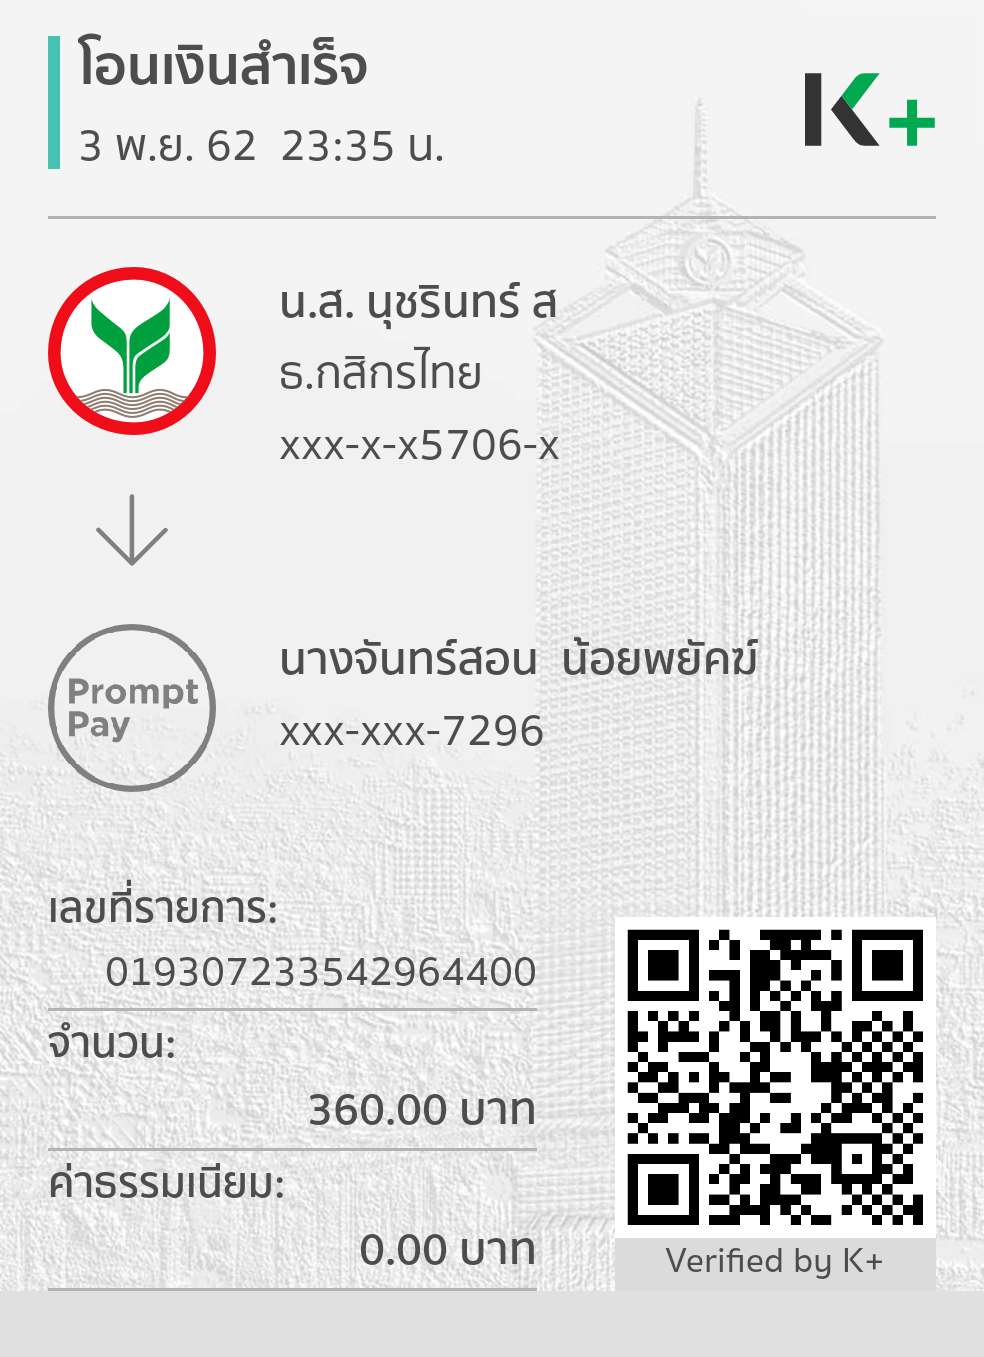 โอนเงินสำเร็จ
3 พ.ย. 62 23:35 น.
K+
น.ส. นุชรินทร์ ส
ธ.กสิกรไทย
xxx-x-x5706-x
Prompt
Pay
นางจันทร์สอน น้อยพยัคฆ์
xxx-xxx-7296
เลขที่รายการ:
019307233542964400
จำนวน:
360.00 บาท
ค่าธรรมเนียม:
0.00 บาท
Verified by K+